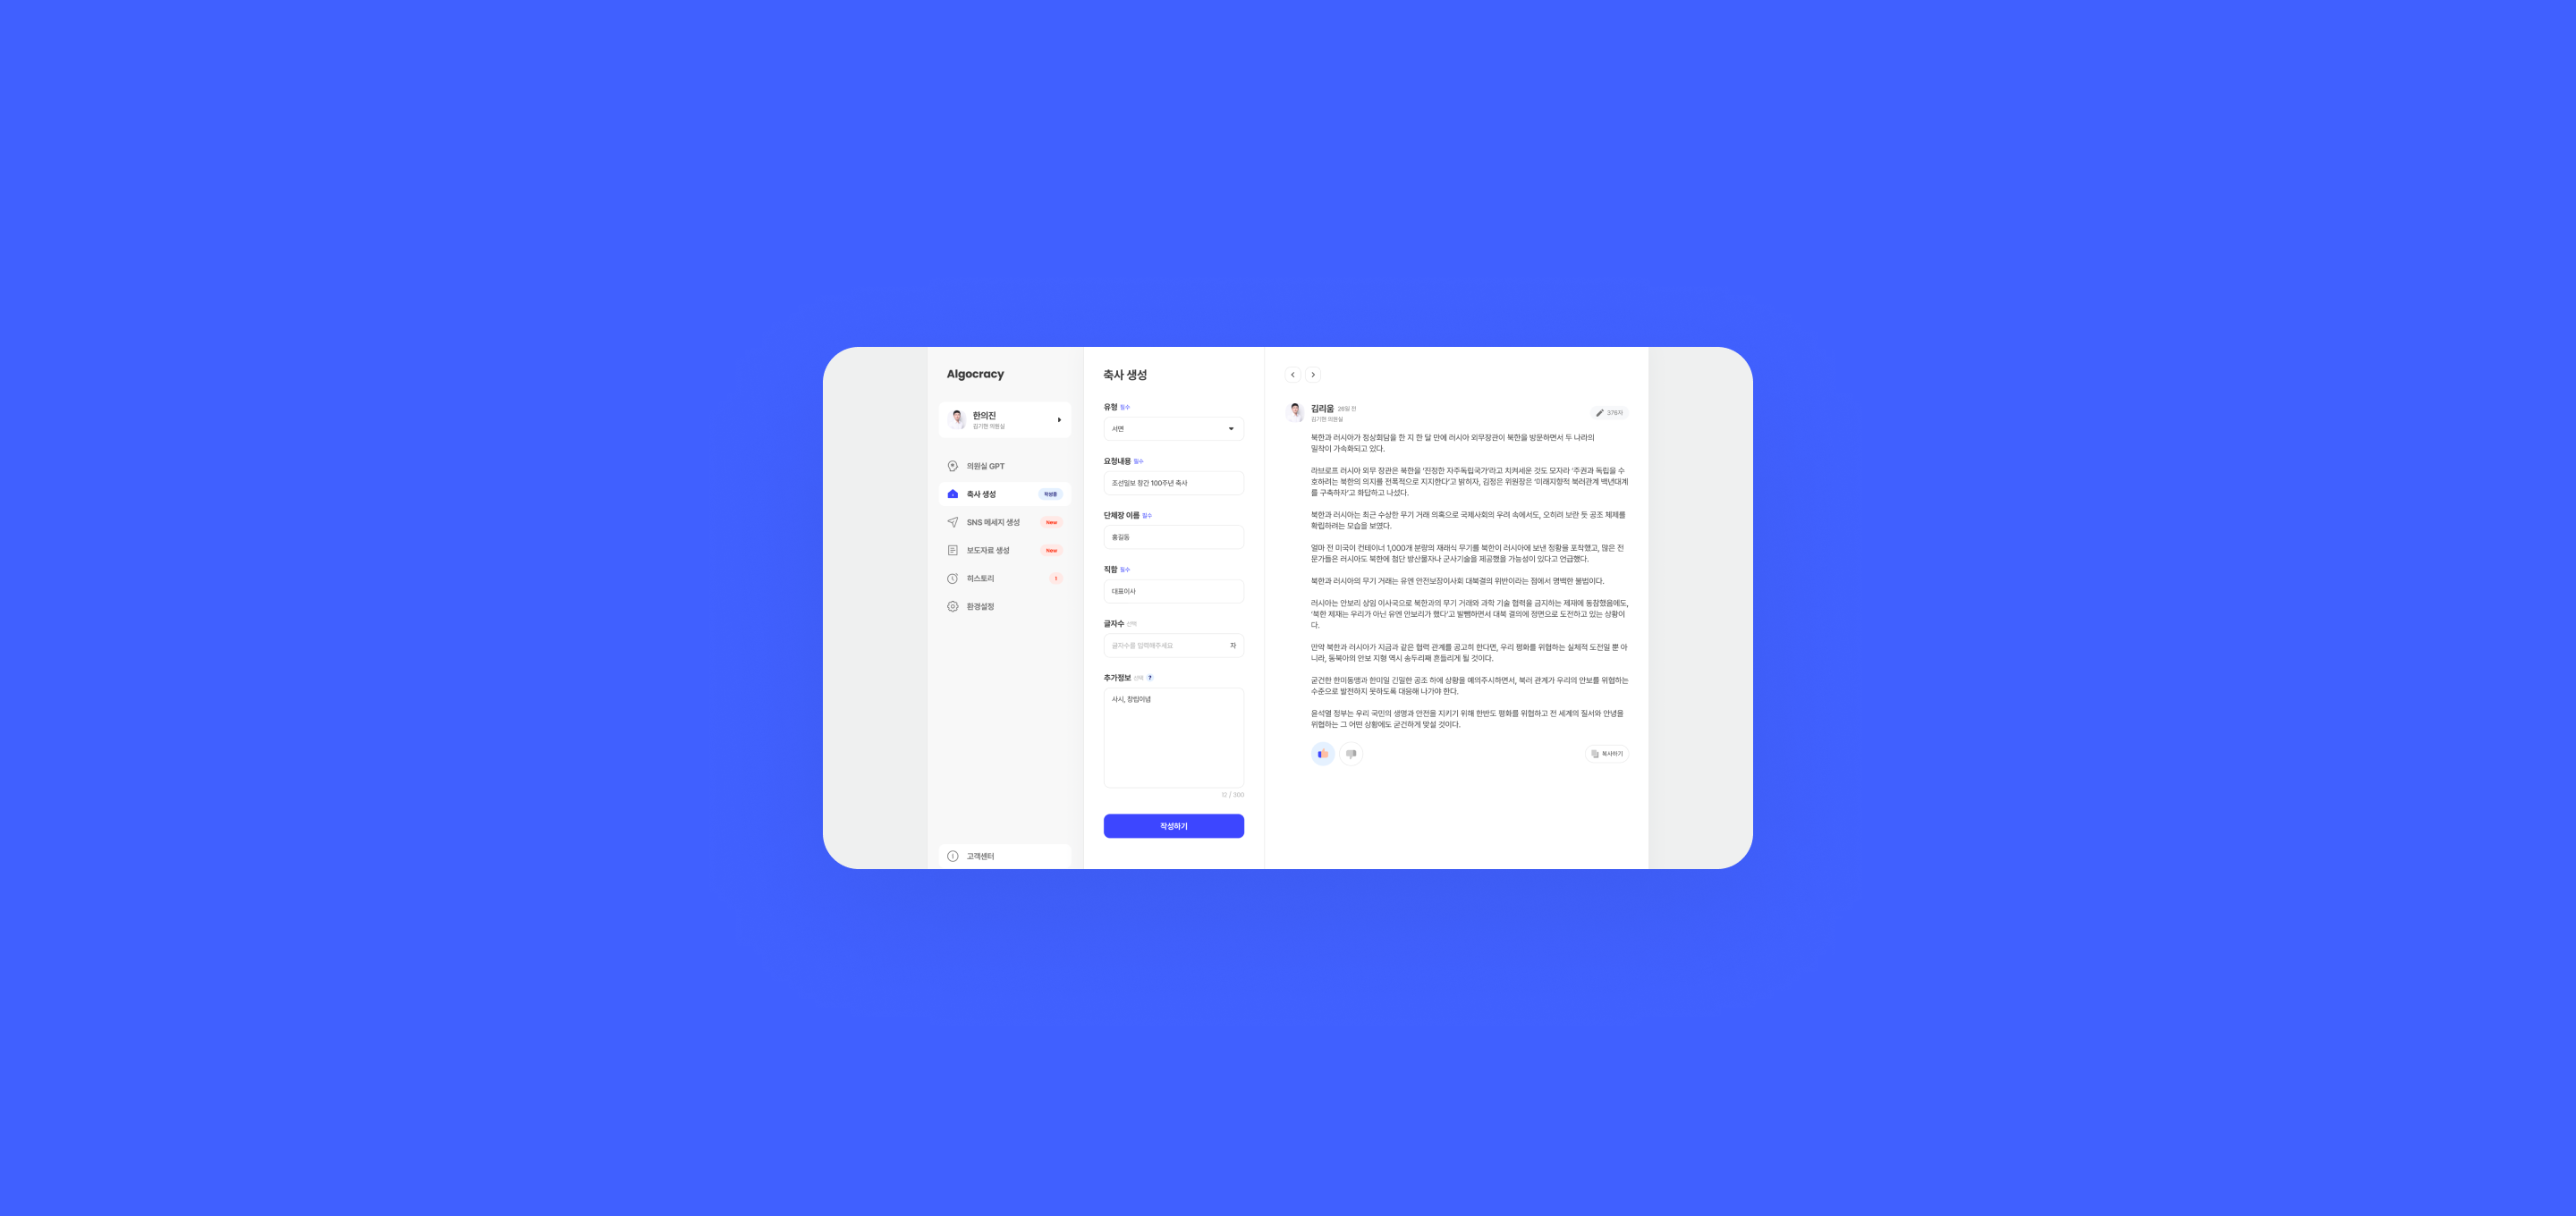 Algocracy
한의진
김기현 의원실
의원실 GPT
축사 생성
작성중
SNS 메세지 생성
New
보도자료 생성
New
히스토리
1
환경설정
고객센터
축사 생성
유형 필수
서면
요청내용 필수
조선일보 창간 100주년 축사
단체장 이름 필수
홍길동
직함 필수
대표이사
글자수 선택
글자수를 입력해주세요
자
추가정보 선택 ?
사시, 창립이념
12 / 300
작성하기
김리움 26일 전
김기현 의원실
376자
북한과 러시아가 정상회담을 한 지 한 달 만에 러시아 외무장관이 북한을 방문하면서 두 나라의
밀착이 가속화되고 있다.
라브로프 러시아 외무 장관은 북한을 '진정한 자주독립국가'라고 치켜세운 것도 모자라 '주권과 독립을 수
호하려는 북한의 의지를 전폭적으로 지지한다'고 밝히자, 김정은 위원장은 '미래지향적 북러관계 백년대계
를 구축하자'고 화답하고 나섰다.
북한과 러시아는 최근 수상한 무기 거래 의혹으로 국제사회의 우려 속에서도, 오히려 보란 듯 공조 체제를
확립하려는 모습을 보였다.
얼마 전 미국이 컨테이너 1,000개 분량의 재래식 무기를 북한이 러시아에 보낸 정황을 포착했고, 많은 전
문가들은 러시아도 북한에 첨단 방산물자나 군사기술을 제공했을 가능성이 있다고 언급했다.
북한과 러시아의 무기 거래는 유엔 안전보장이사회 대북결의 위반이라는 점에서 명백한 불법이다.
러시아는 안보리 상임 이사국으로 북한과의 무기 거래와 과학 기술 협력을 금지하는 제재에 동참했음에도,
'북한 제재는 우리가 아닌 유엔 안보리가 했다'고 발뺌하면서 대북 결의에 정면으로 도전하고 있는 상황이
다.
만약 북한과 러시아가 지금과 같은 협력 관계를 공고히 한다면, 우리 평화를 위협하는 실체적 도전일 뿐 아
니라, 동북아의 안보 지형 역시 송두리째 흔들리게 될 것이다.
굳건한 한미동맹과 한미일 긴밀한 공조 하에 상황을 예의주시하면서, 북러 관계가 우리의 안보를 위협하는
수준으로 발전하지 못하도록 대응해 나가야 한다.
윤석열 정부는 우리 국민의 생명과 안전을 지키기 위해 한반도 평화를 위협하고 전 세계의 질서와 안녕을
위협하는 그 어떤 상황에도 굳건하게 맞설 것이다.
복사하기